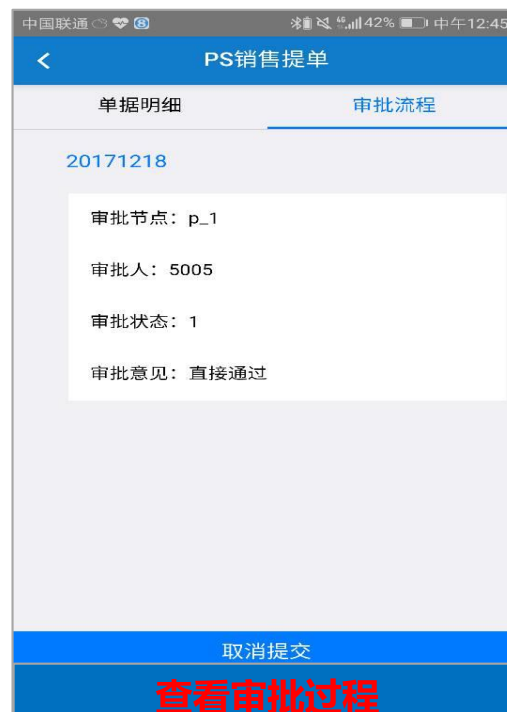 中国联通 8 46 42% 中午12:45
< PS销售提单
单据明细 审批流程
20171218
审批节点：p_1
审批人：5005
审批状态：1
审批意见：直接通过
取消提交
查看审批过程